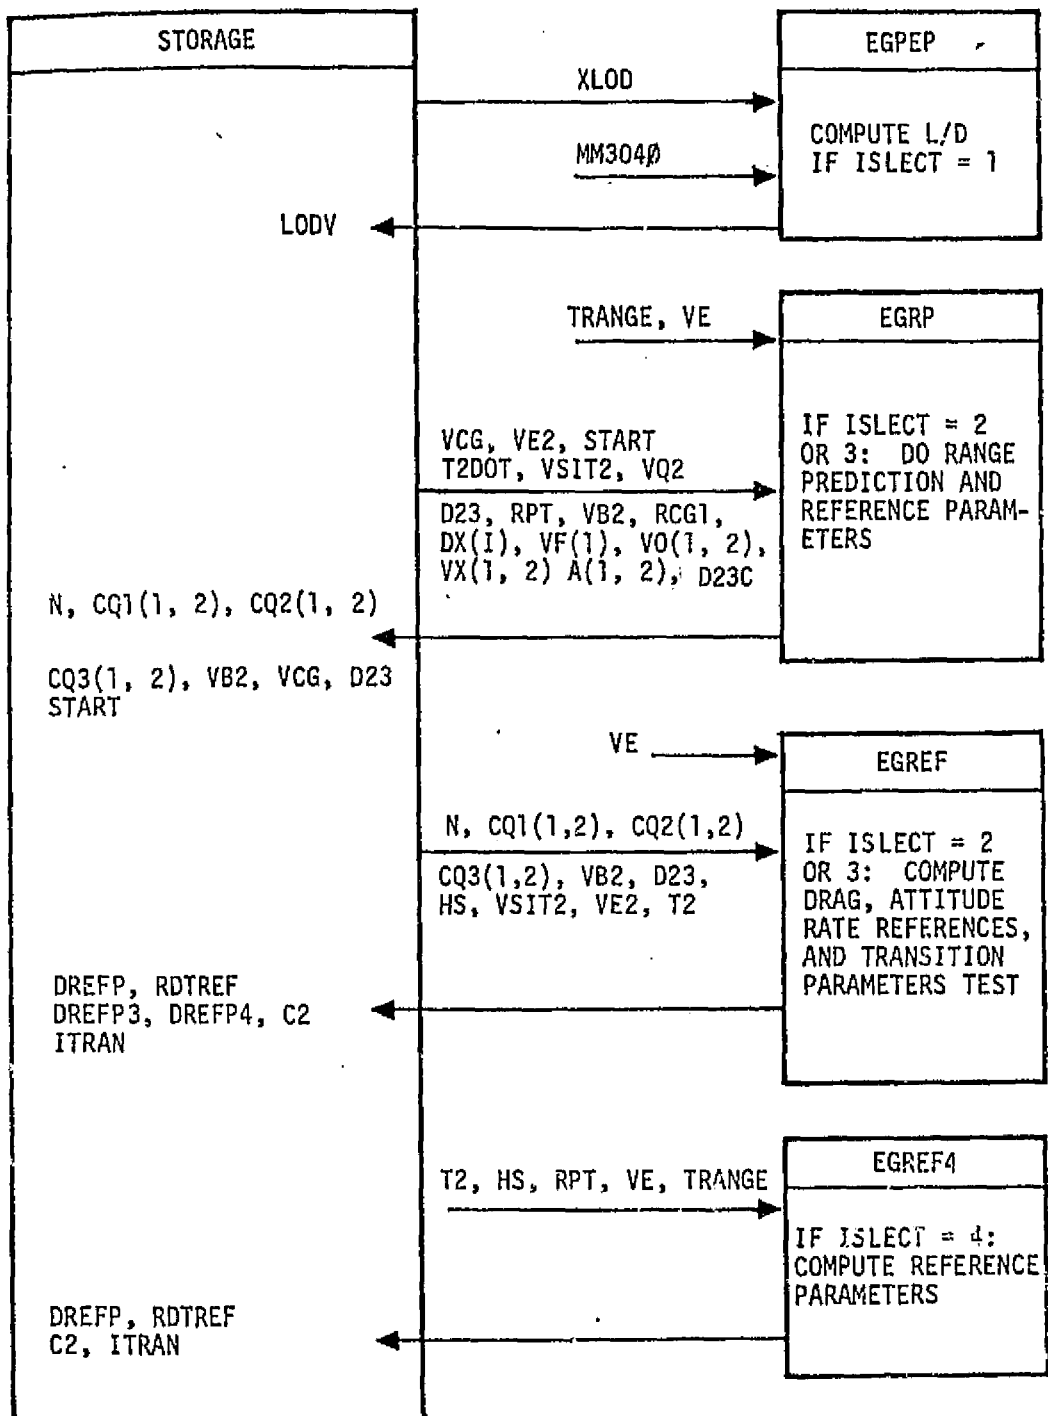 STORAGE
EGPEP
XLOD
COMPUTE L/D
IF ISLECT = 1
MM304Ø
LODV
TRANGE, VE
EGRP
IF ISLECT = 2
OR 3: DO RANGE
PREDICTION AND
REFERENCE PARAM-
ETERS
VCG, VE2, START
T2DOT, VSIT2, VQ2
D23, RPT, VB2, RCG1,
DX(I), VF(1), VO(1, 2),
VX(1, 2) A(1, 2), D23C
N, CQ1(1, 2), CQ2(1, 2)
CQ3(1, 2), VB2, VCG, D23
START
VE
EGREF
N, CQ1(1,2), CQ2(1,2)
CQ3(1,2), VB2, D23,
HS, VSIT2, VE2, T2
IF ISLECT = 2
OR 3: COMPUTE
DRAG, ATTITUDE
RATE REFERENCES,
AND TRANSITION
PARAMETERS TEST
DREFP, RDTREF
DREFP3, DREFP4, C2
ITRAN
EGREF4
T2, HS, RPT, VE, TRANGE
IF ISLECT = 4:
COMPUTE REFERENCE
PARAMETERS
DREFP, RDTREF
C2, ITRAN